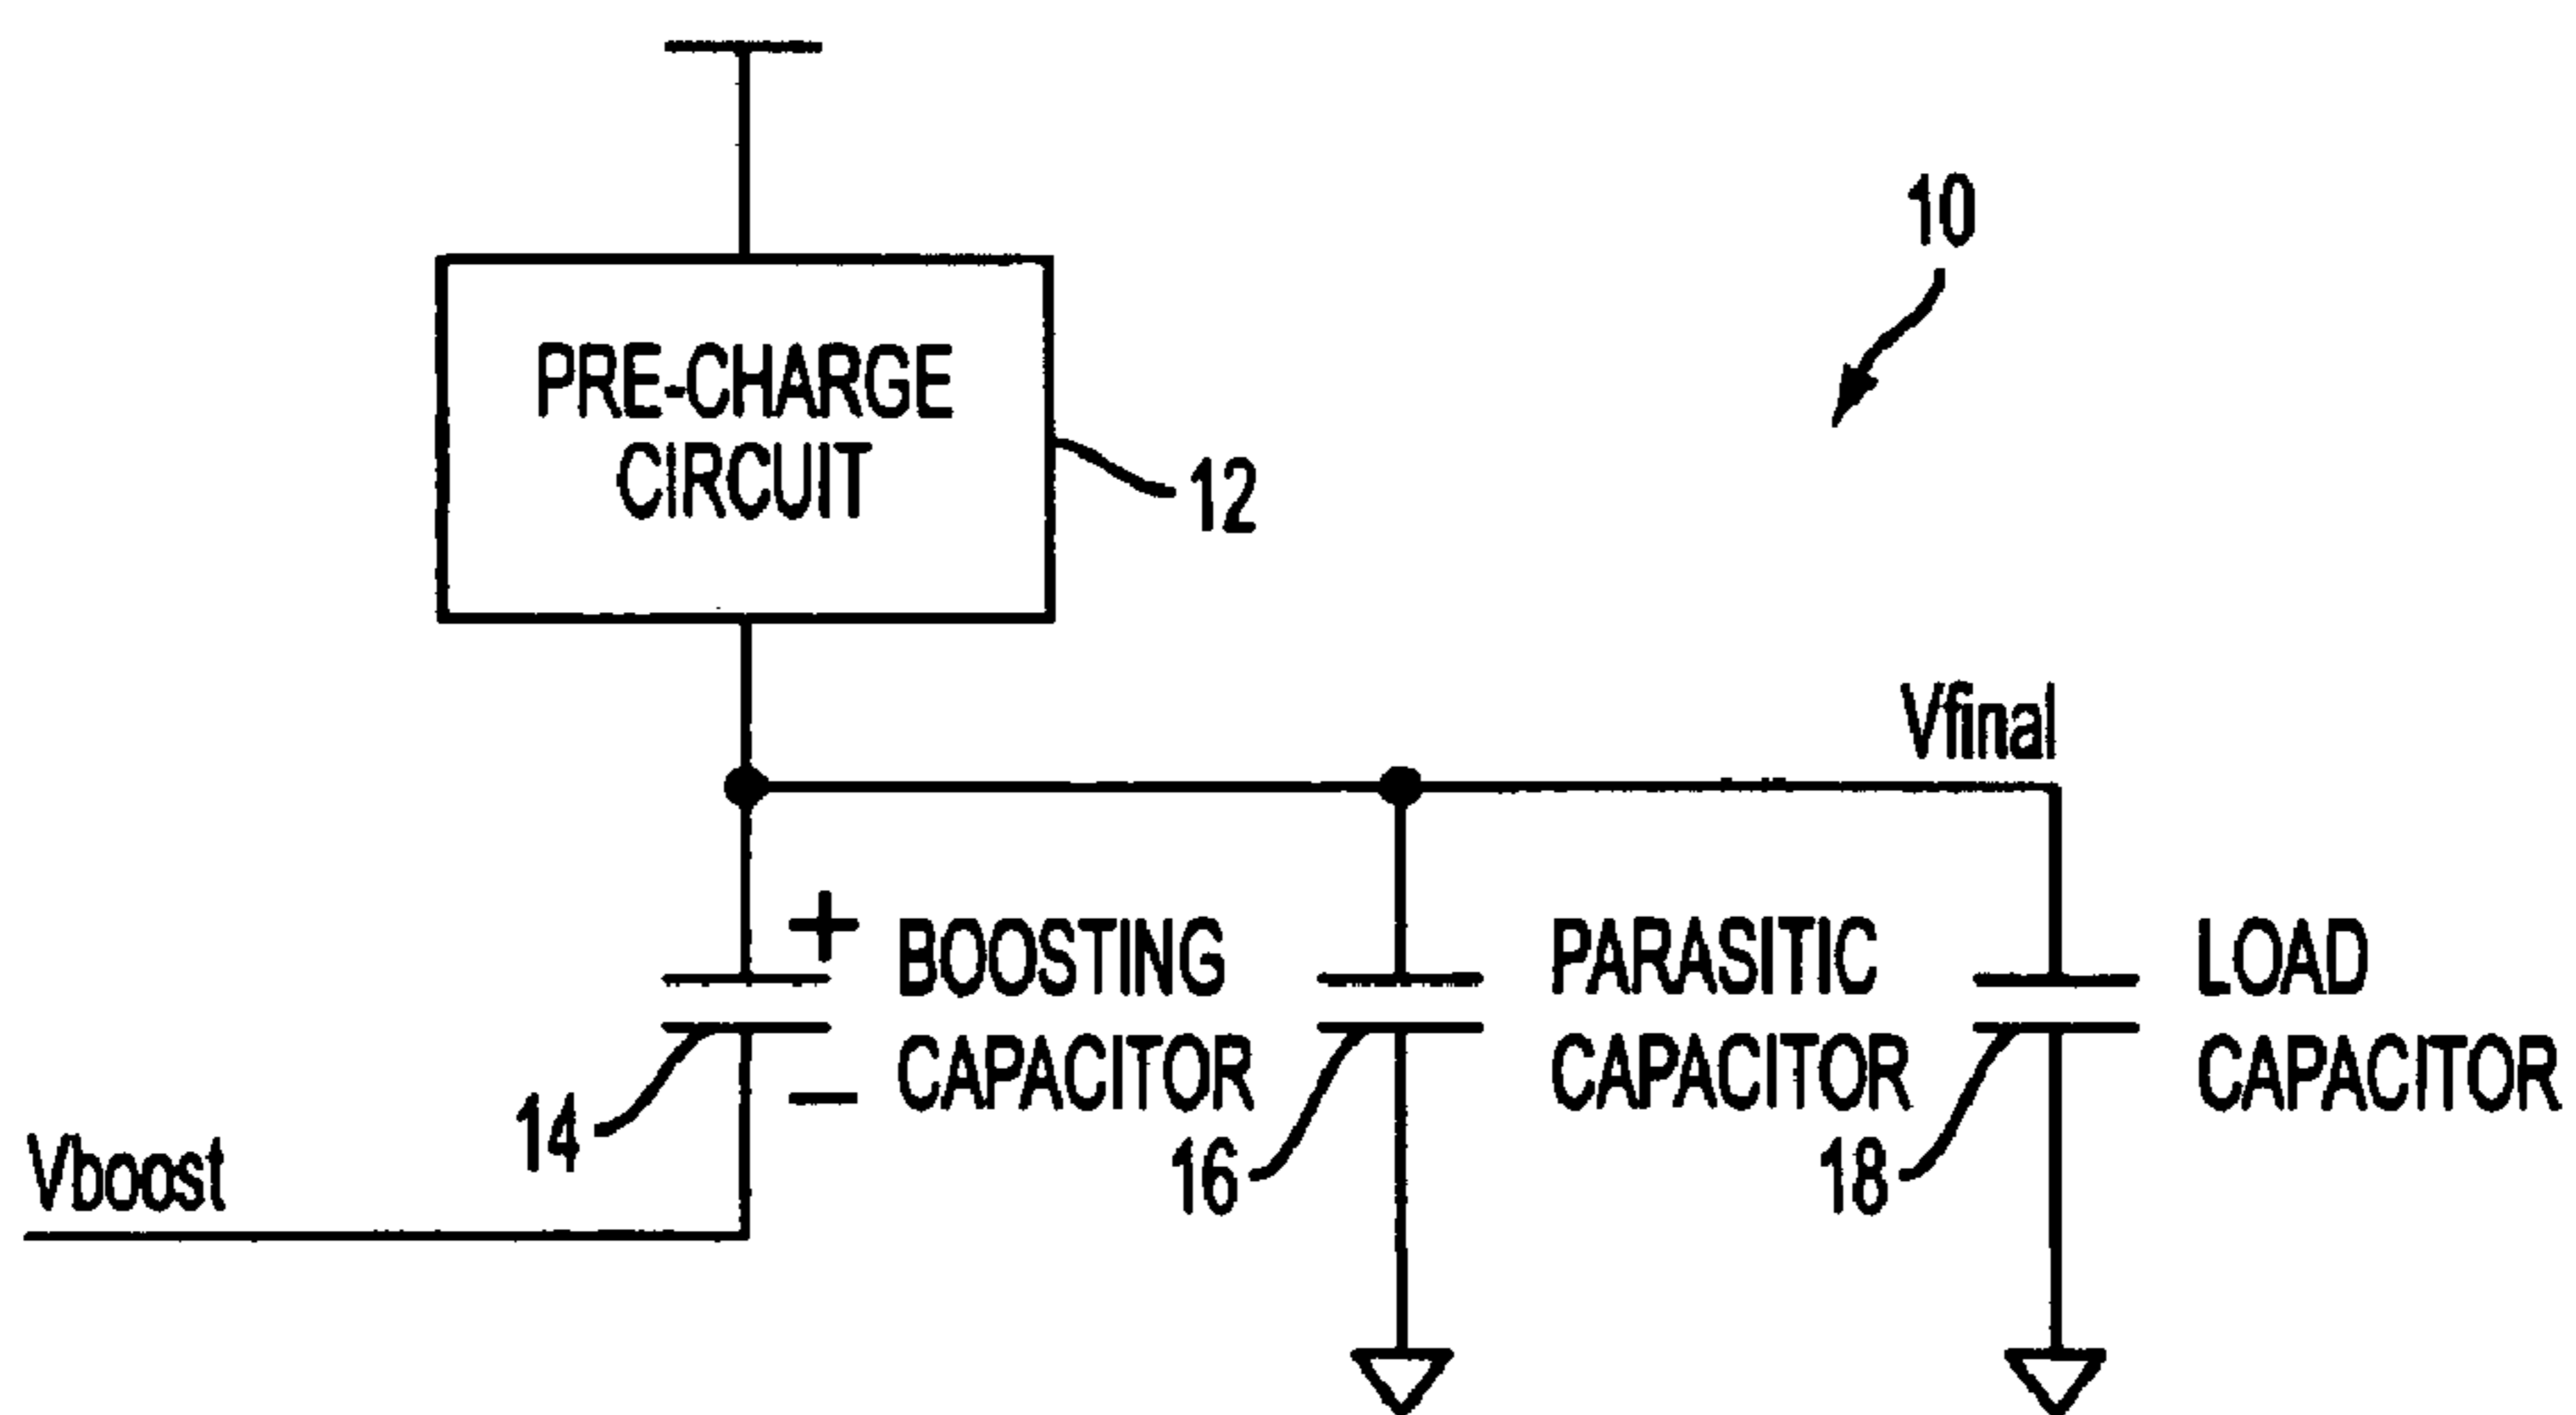 10
PRE-CHARGE
CIRCUIT
12
Vfinal
+
BOOSTING
CAPACITOR
−
14
PARASITIC
CAPACITOR
16
LOAD
CAPACITOR
18
Vboost